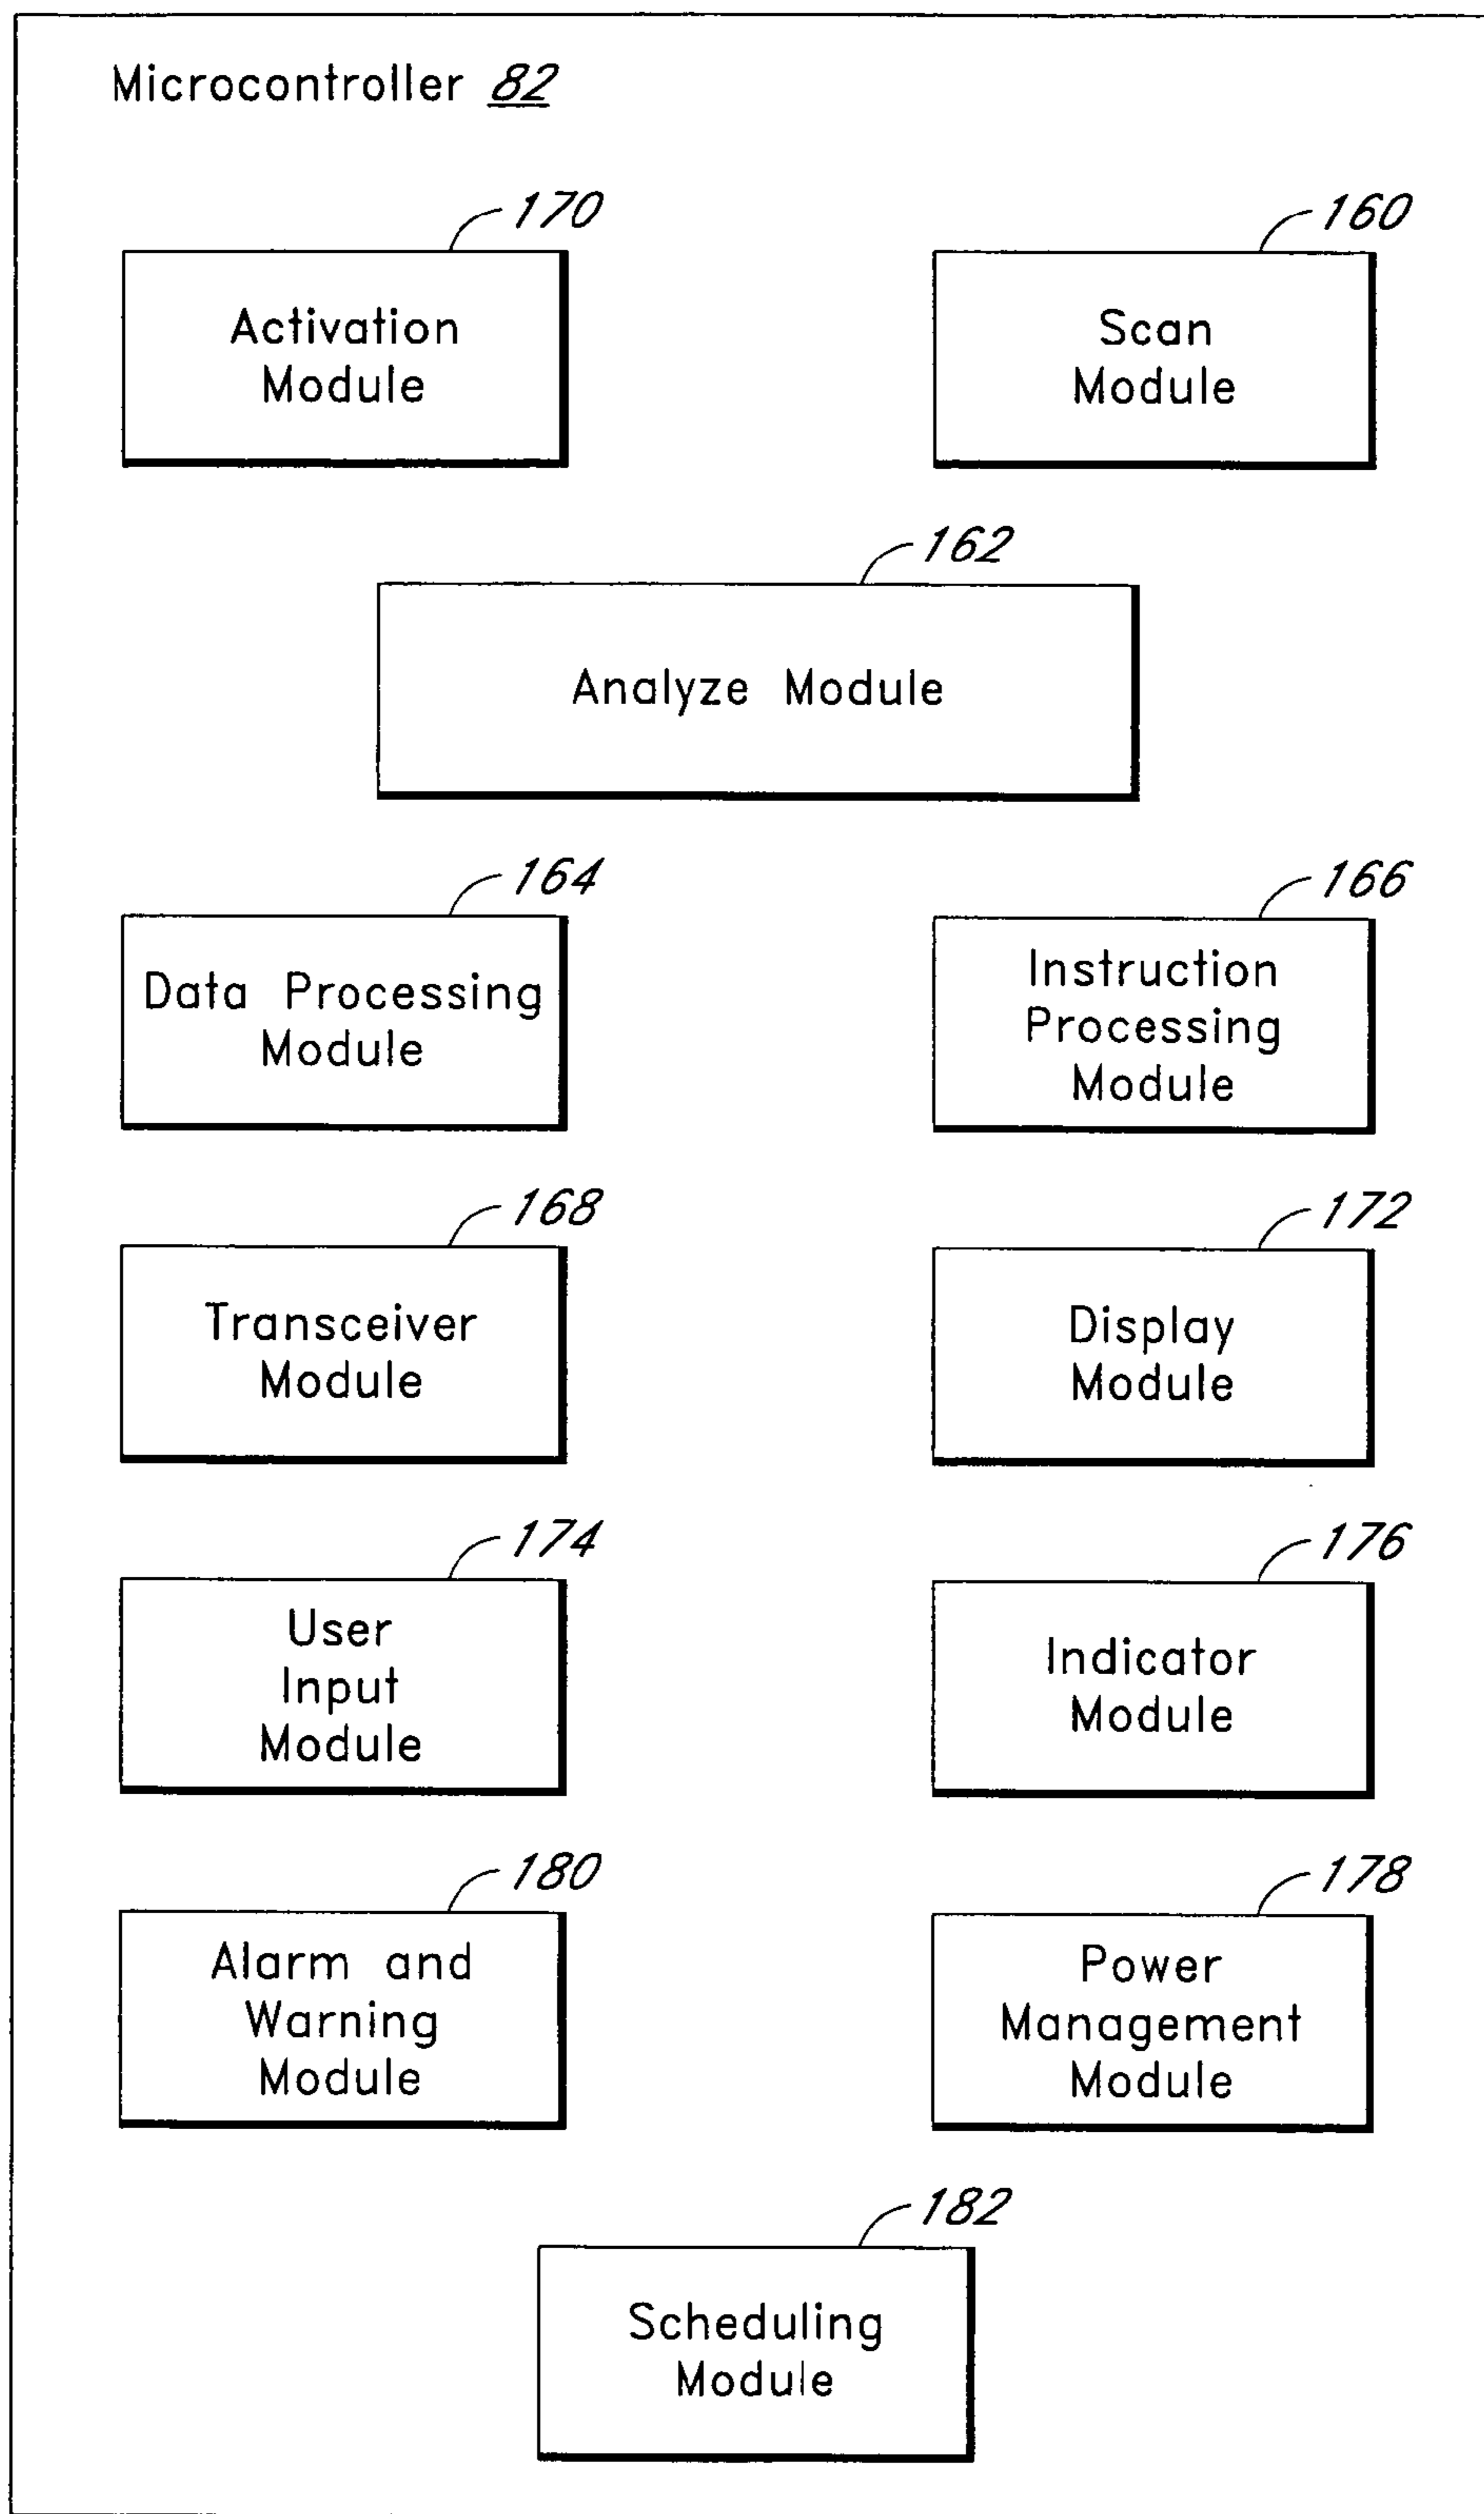 Microcontroller 82
170
Activation
Module
160
Scan
Module
162
Analyze Module
164
Data Processing
Module
166
Instruction
Processing
Module
168
Transceiver
Module
172
Display
Module
174
User
Input
Module
176
Indicator
Module
180
Alarm and
Warning
Module
178
Power
Management
Module
182
Scheduling
Module